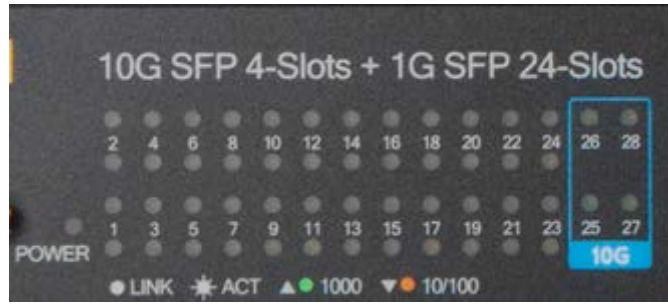 10G SFP 4-Slots + 1G SFP 24-Slots
2 4 6 8 10 12 14 16 18 20 22 24 26 28
1 3 5 7 9 11 13 15 17 19 21 23 25 27
POWER 10G
LINK ACT 1000 10/100